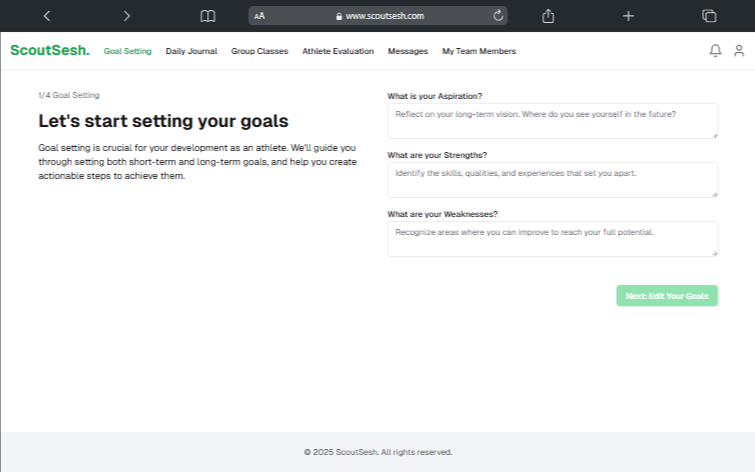 AA www.scoutsesh.com
ScoutSesh. Goal Setting Daily Journal Group Classes Athlete Evaluation Messages My Team Members
1/4 Goal Setting
Let's start setting your goals
Goal setting is crucial for your development as an athlete. We'll guide you
through setting both short-term and long-term goals, and help you create
actionable steps to achieve them.
What is your Aspiration?
Reflect on your long-term vision. Where do you see yourself in the future?
What are your Strengths?
Identify the skills, qualities, and experiences that set you apart.
What are your Weaknesses?
Recognize areas where you can improve to reach your full potential.
Next: Edit Your Goals
© 2025 ScoutSesh. All rights reserved.